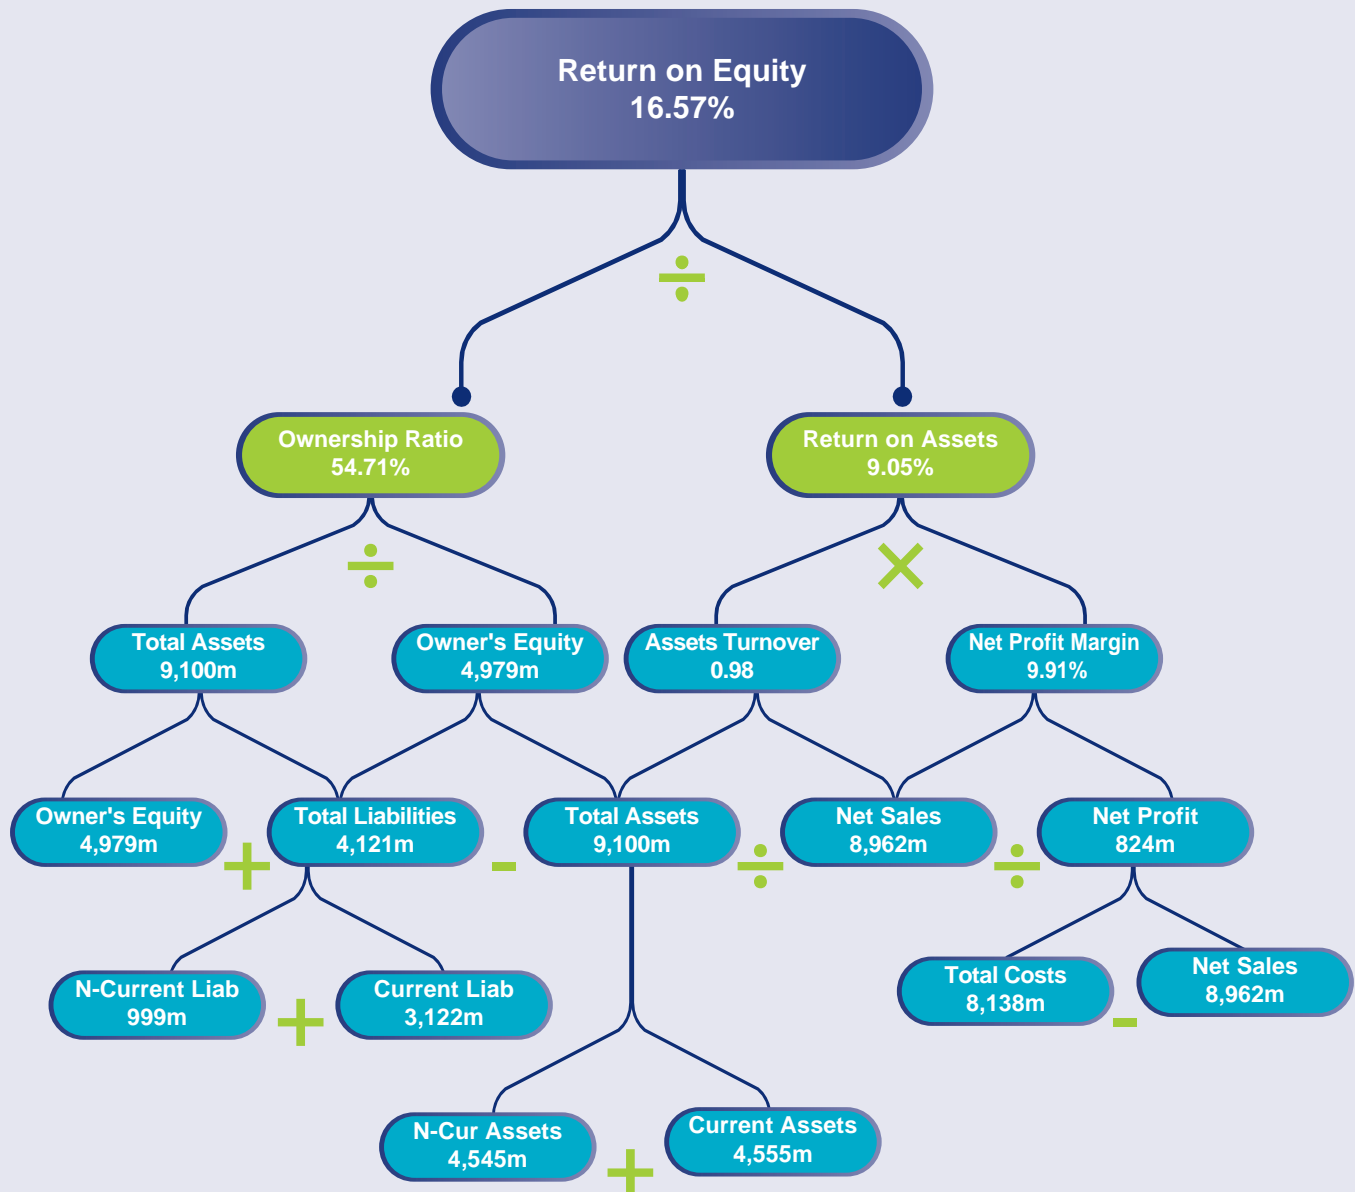 Return on Equity
16.57%
÷
Ownership Ratio
54.71%
Return on Assets
9.05%
÷
×
Total Assets
9,100m
Owner's Equity
4,979m
Assets Turnover
0.98
Net Profit Margin
9.91%
Owner's Equity
4,979m
+
Total Liabilities
4,121m
-
Total Assets
9,100m
÷
Net Sales
8,962m
÷
Net Profit
824m
N-Current Liab
999m
+
Current Liab
3,122m
Total Costs
8,138m
-
Net Sales
8,962m
N-Cur Assets
4,545m
+
Current Assets
4,555m